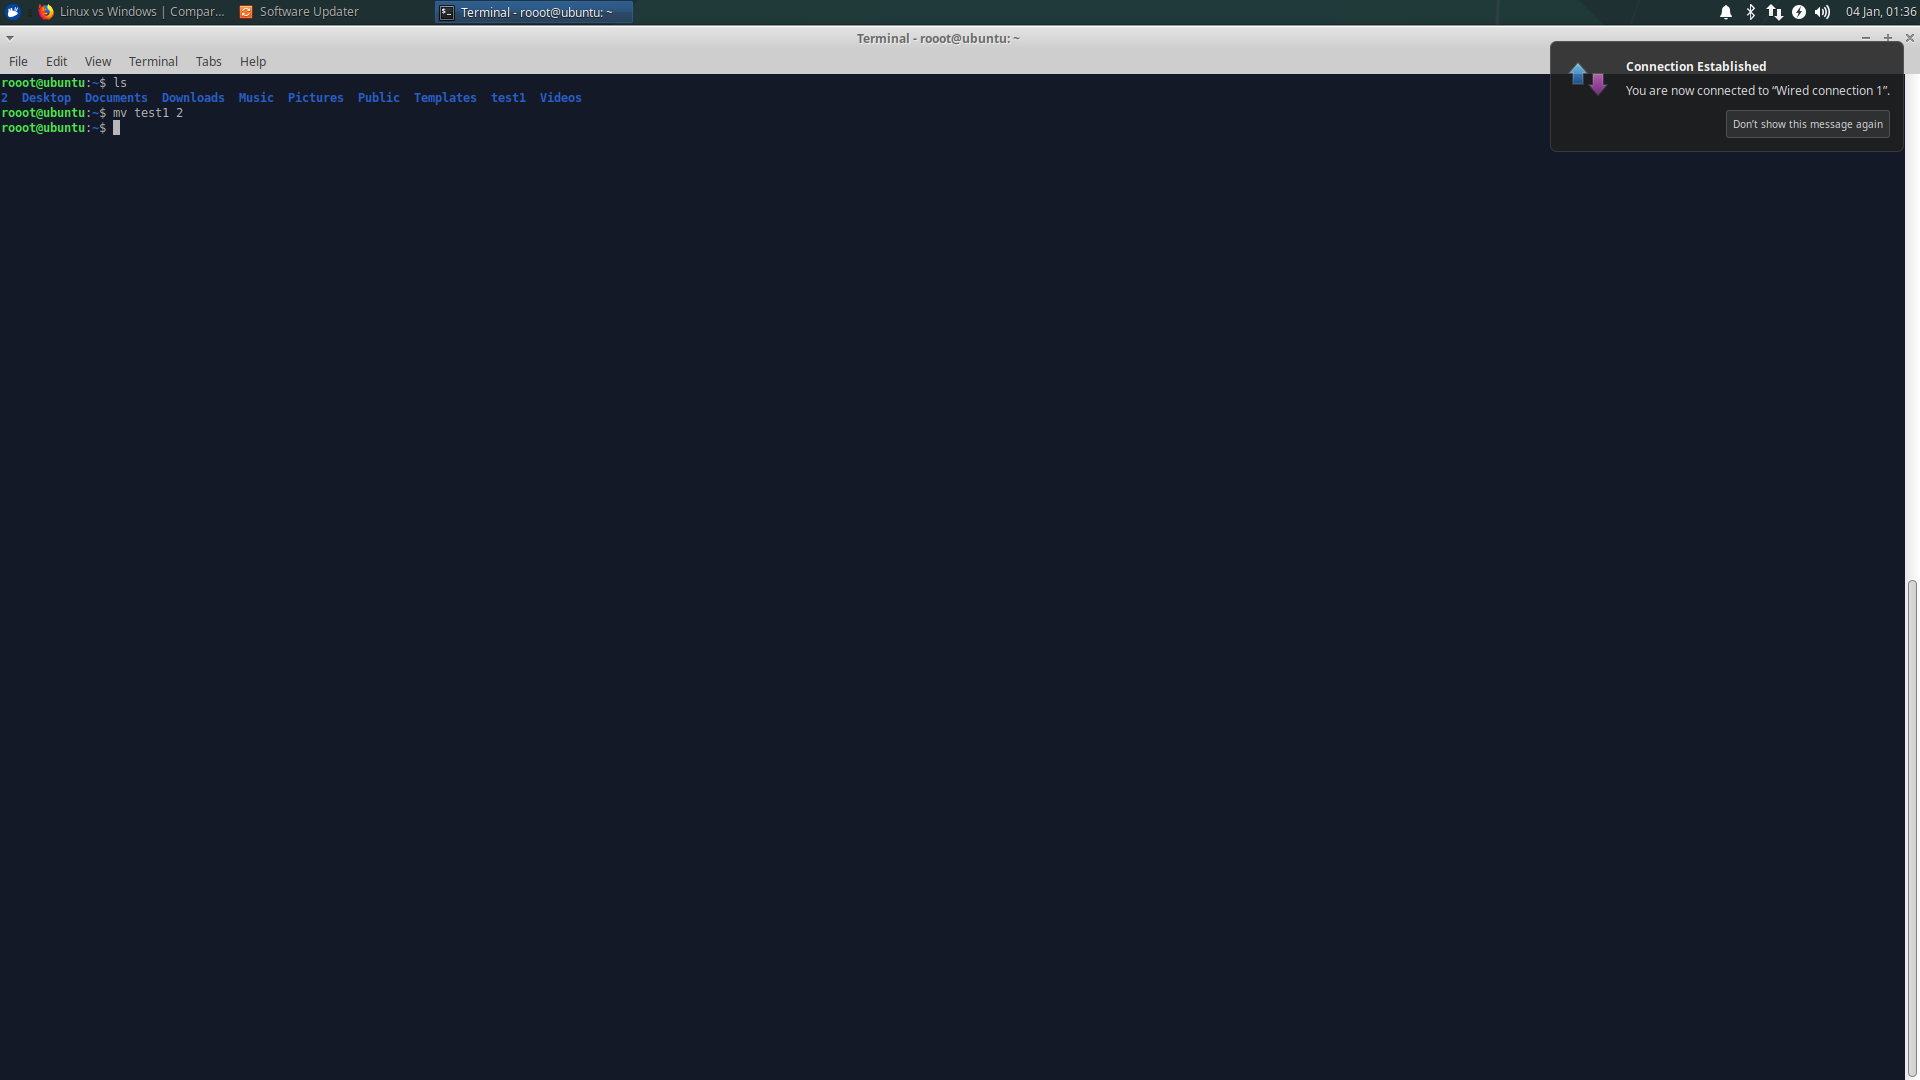 Linux vs Windows | Compar...
Software Updater
Terminal - rooot@ubuntu: ~
04 Jan, 01:36
Terminal - rooot@ubuntu: ~
File Edit View Terminal Tabs Help
rooot@ubuntu:~$ ls
2 Desktop Documents Downloads Music Pictures Public Templates test1 Videos
rooot@ubuntu:~$ mv test1 2
rooot@ubuntu:~$
Connection Established
You are now connected to “Wired connection 1”.
Don’t show this message again